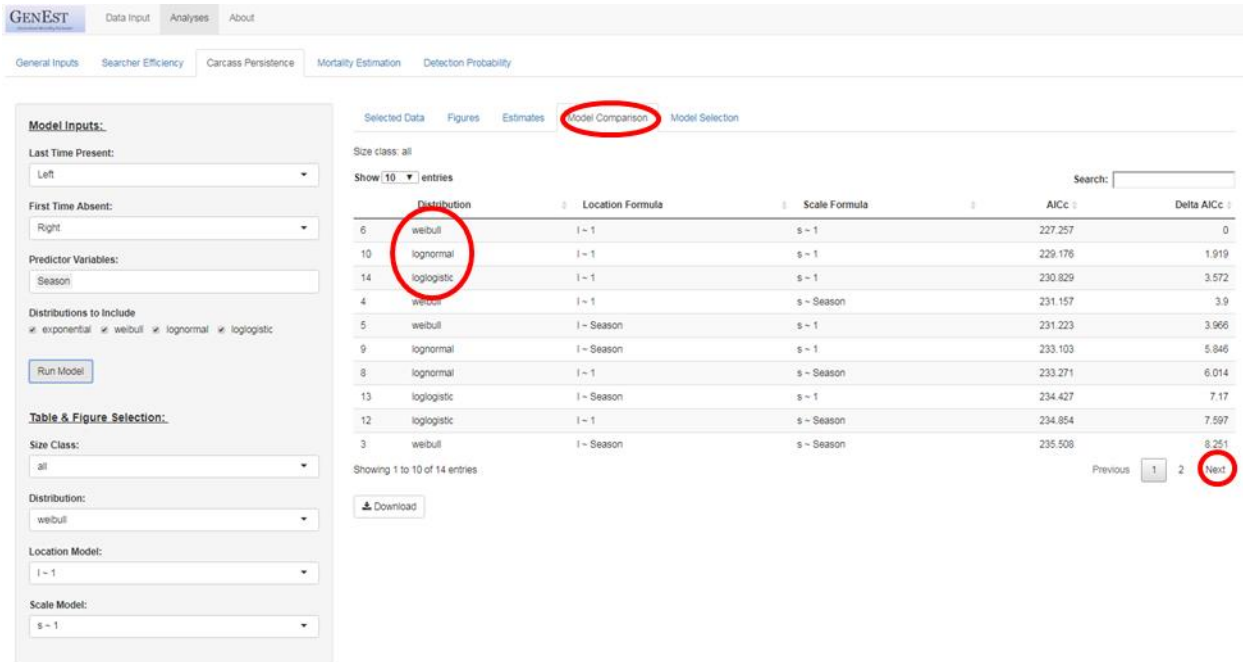 GENEST
Data Input Analyses About
General Inputs Searcher Efficiency Carcass Persistence Mortality Estimation Detection Probability
Model Inputs:
Last Time Present:
Left
First Time Absent:
Right
Predictor Variables:
Season
Distributions to Include
exponential weibull lognormal loglogistic
Run Model
Table & Figure Selection:
Size Class:
all
Distribution:
weibull
Location Model:
l ~ 1
Scale Model:
s ~ 1
Selected Data Figures Estimates Model Comparison Model Selection
Size class: all
Show 10 entries
Search:
Distribution Location Formula Scale Formula AICc Delta AICc
6 weibull l ~ 1 s ~ 1 227.257 0
10 lognormal l ~ 1 s ~ 1 229.176 1.919
14 loglogistic l ~ 1 s ~ 1 230.829 3.572
4 weibull l ~ 1 s ~ Season 231.157 3.9
5 weibull l ~ Season s ~ 1 231.223 3.966
9 lognormal l ~ Season s ~ 1 233.103 5.846
8 lognormal l ~ 1 s ~ Season 233.271 6.014
13 loglogistic l ~ Season s ~ 1 234.427 7.17
12 loglogistic l ~ 1 s ~ Season 234.854 7.597
3 weibull l ~ Season s ~ Season 235.508 8.251
Showing 1 to 10 of 14 entries
Previous 1 2 Next
Download